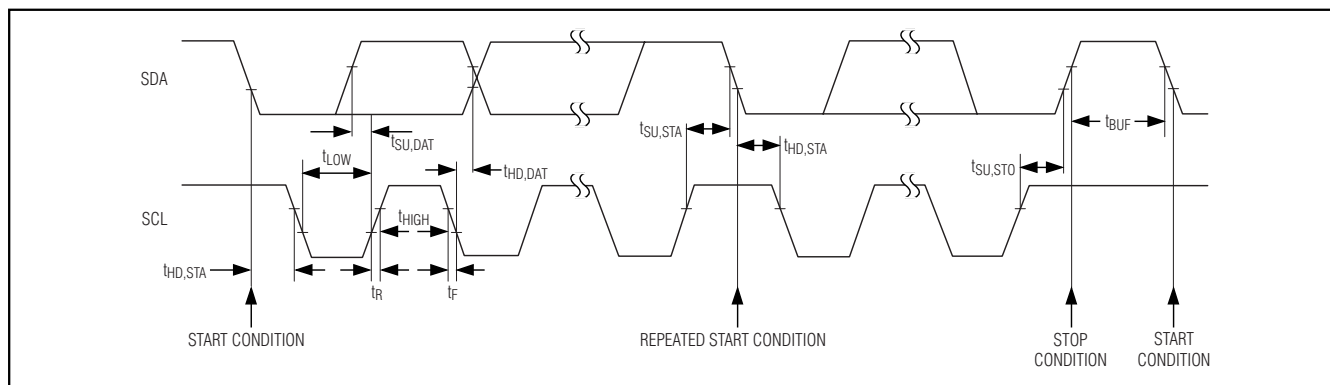 SDA
tSU,DAT
tLOW
tHD,DAT
tSU,STA
tHD,STA
tBUF
tSU,STO
SCL
tHIGH
tHD,STA
tR
tF
START CONDITION
REPEATED START CONDITION
STOP
CONDITION
START
CONDITION